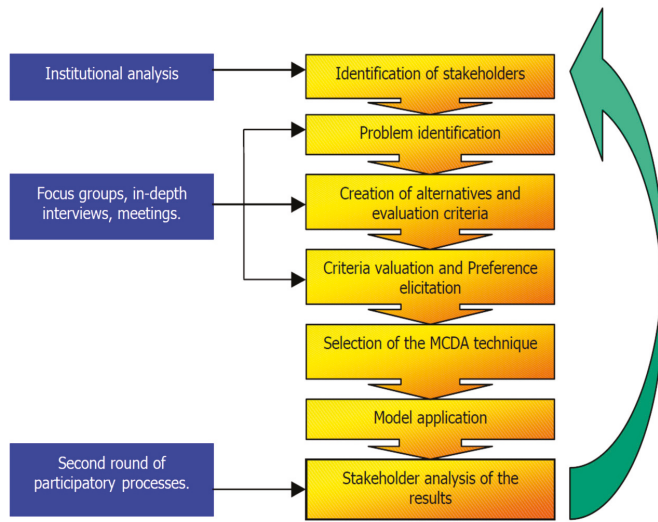 Institutional analysis
Identification of stakeholders
Problem identification
Focus groups, in-depth
interviews, meetings.
Creation of alternatives and
evaluation criteria
Criteria valuation and Preference
elicitation
Selection of the MCDA technique
Model application
Second round of
participatory processes.
Stakeholder analysis of the
results